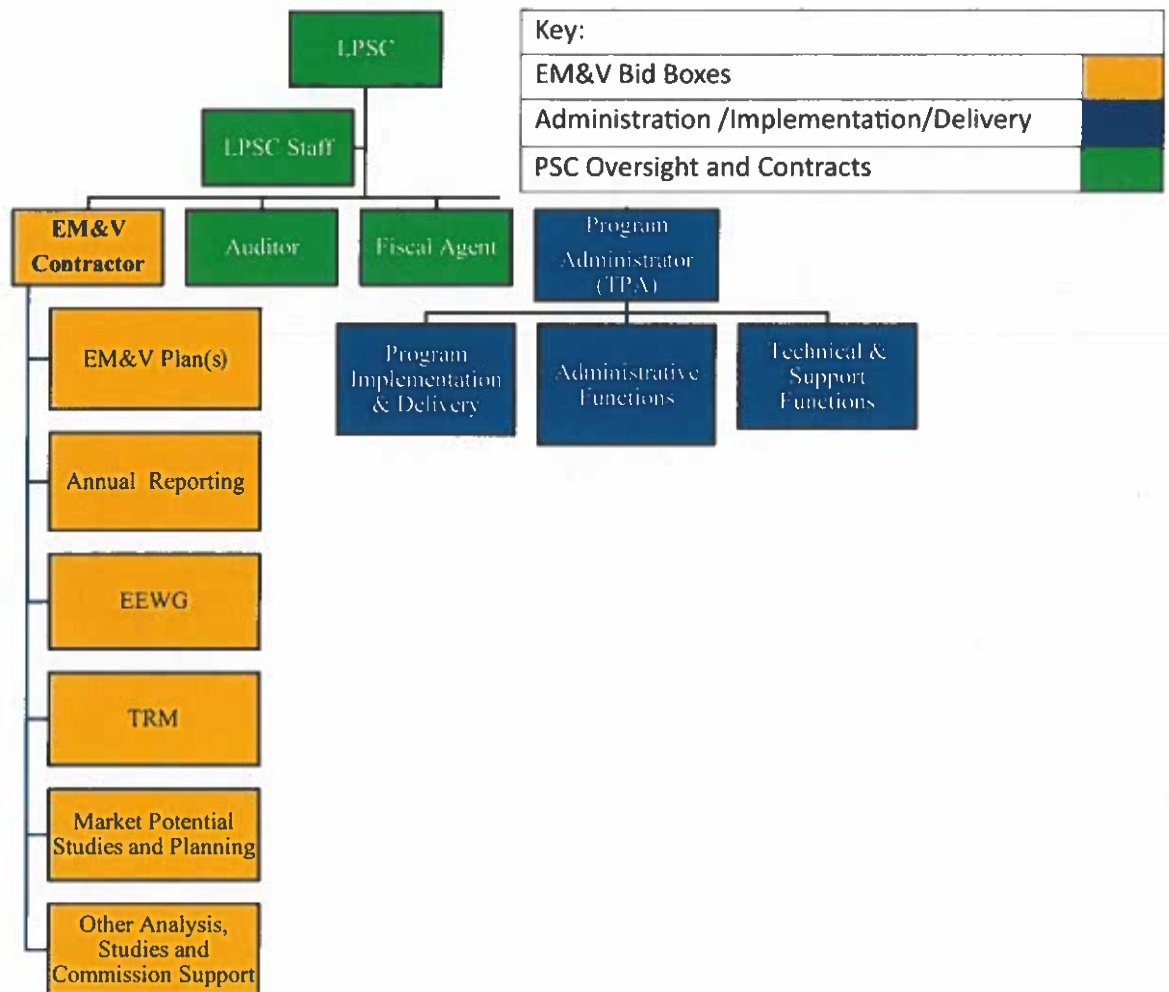 LPSC
Key:
EM&V Bid Boxes
Administration /Implementation/Delivery
PSC Oversight and Contracts
LPSC Staff
EM&V
Contractor
Auditor
Fiscal Agent
Program
Administrator
(TPA)
Program
Implementation
& Delivery
Administrative
Functions
Technical &
Support
Functions
EM&V Plan(s)
Annual Reporting
EEWG
TRM
Market Potential
Studies and Planning
Other Analysis,
Studies and
Commission Support